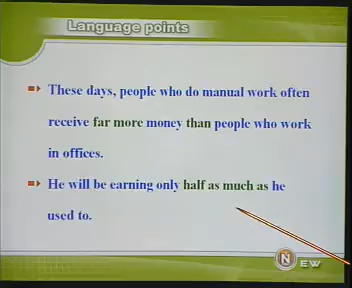 Language points
These days, people who do manual work often
receive far more money than people who work
in offices.
He will be earning only half as much as he
used to.
N EW